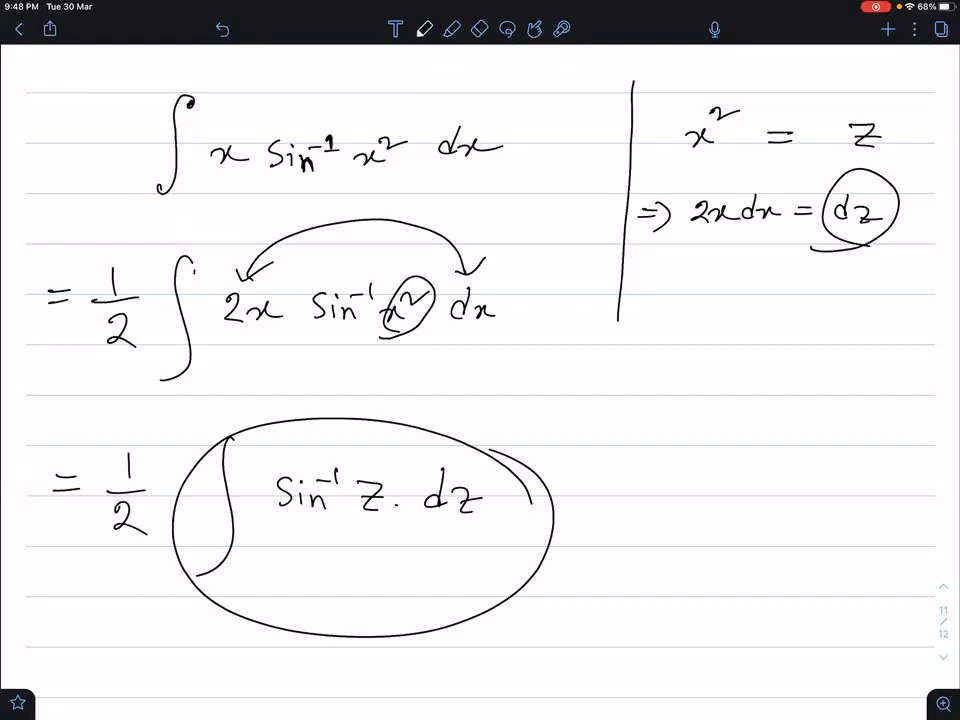 9:48 PM Tue 30 Mar 68%
∫ x sin⁻¹ x² dx
x² = z
⇒ 2x dx = dz
= 1/2 ∫ 2x sin⁻¹ x² dx
= 1/2 ∫ sin⁻¹ z . dz
11
/
12